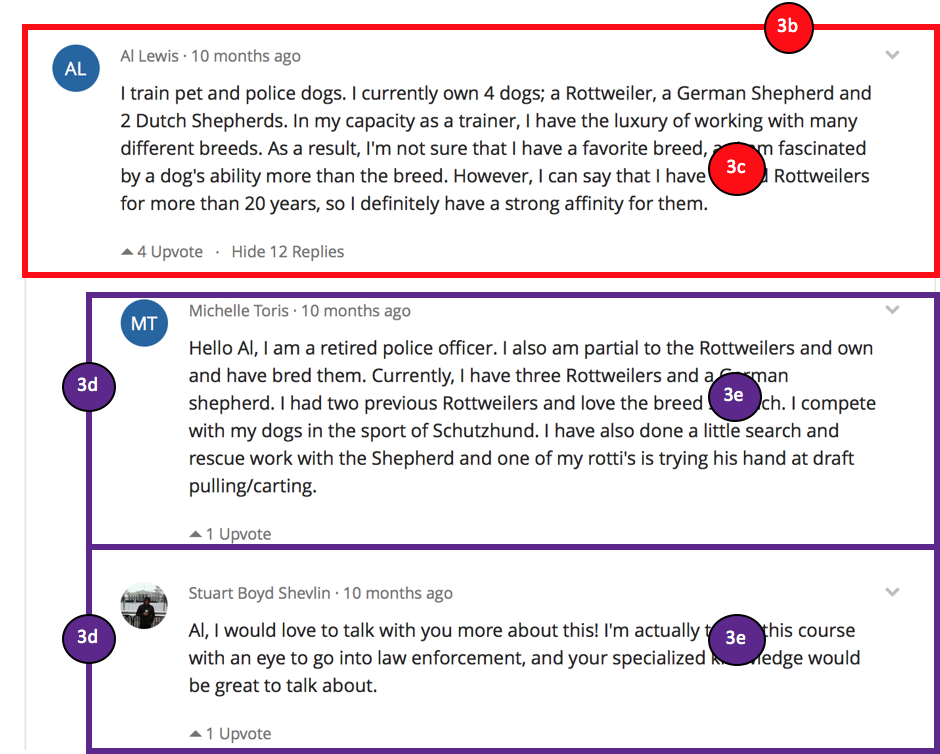 3b
AL
Al Lewis · 10 months ago
I train pet and police dogs. I currently own 4 dogs; a Rottweiler, a German Shepherd and
2 Dutch Shepherds. In my capacity as a trainer, I have the luxury of working with many
different breeds. As a result, I'm not sure that I have a favorite breed, fascinated
3c
by a dog's ability more than the breed. However, I can say that I have Rottweilers
for more than 20 years, so I definitely have a strong affinity for them.
4 Upvote · Hide 12 Replies
MT
Michelle Toris · 10 months ago
Hello Al, I am a retired police officer. I also am partial to the Rottweilers and own
3d
and have bred them. Currently, I have three Rottweilers and a German
3e
shepherd. I had two previous Rottweilers and love the breed . I compete
with my dogs in the sport of Schutzhund. I have also done a little search and
rescue work with the Shepherd and one of my rotti's is trying his hand at draft
pulling/carting.
1 Upvote
Stuart Boyd Shevlin · 10 months ago
3d
Al, I would love to talk with you more about this! I'm actually this course
3e
with an eye to go into law enforcement, and your specialized knowledge would
be great to talk about.
1 Upvote